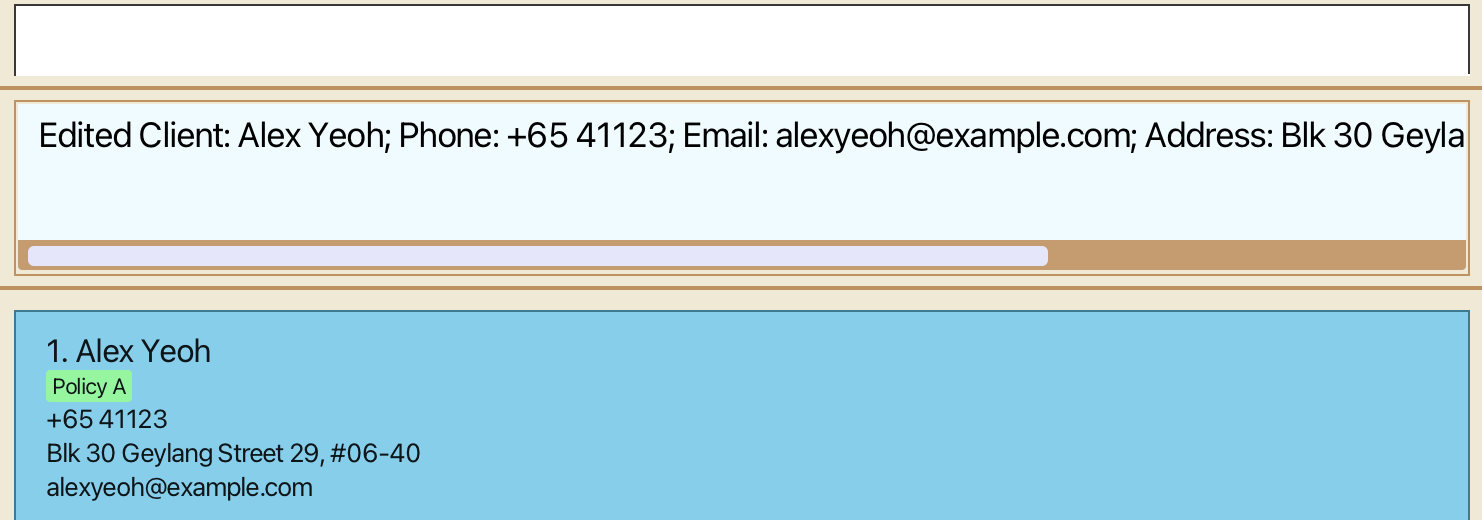 Edited Client: Alex Yeoh; Phone: +65 41123; Email: alexyeoh@example.com; Address: Blk 30 Geyla
1. Alex Yeoh
Policy A
+65 41123
Blk 30 Geylang Street 29, #06-40
alexyeoh@example.com